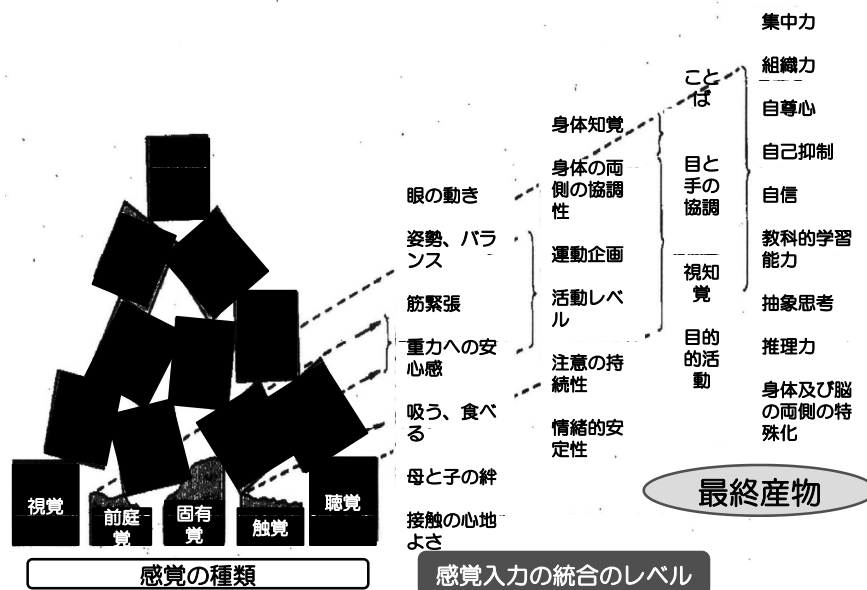 集中力
組織力
自尊心
自己抑制
自信
教科的学習
能力
抽象思考
推理力
身体及び脳
の両側の特
殊化
こと
ば
目と
手の
協調
視知
覚
目的
的活
動
身体知覚
身体の両
側の協調
性
運動企画
活動レベ
ル
注意の持
続性
情緒的安
定性
眼の動き
姿勢、バラ
ンス
筋緊張
重力への安
心感
吸う、食べ
る
母と子の絆
接触の心地
よさ
視覚
前庭
覚
固有
覚
触覚
聴覚
最終産物
感覚の種類
感覚入力の統合のレベル